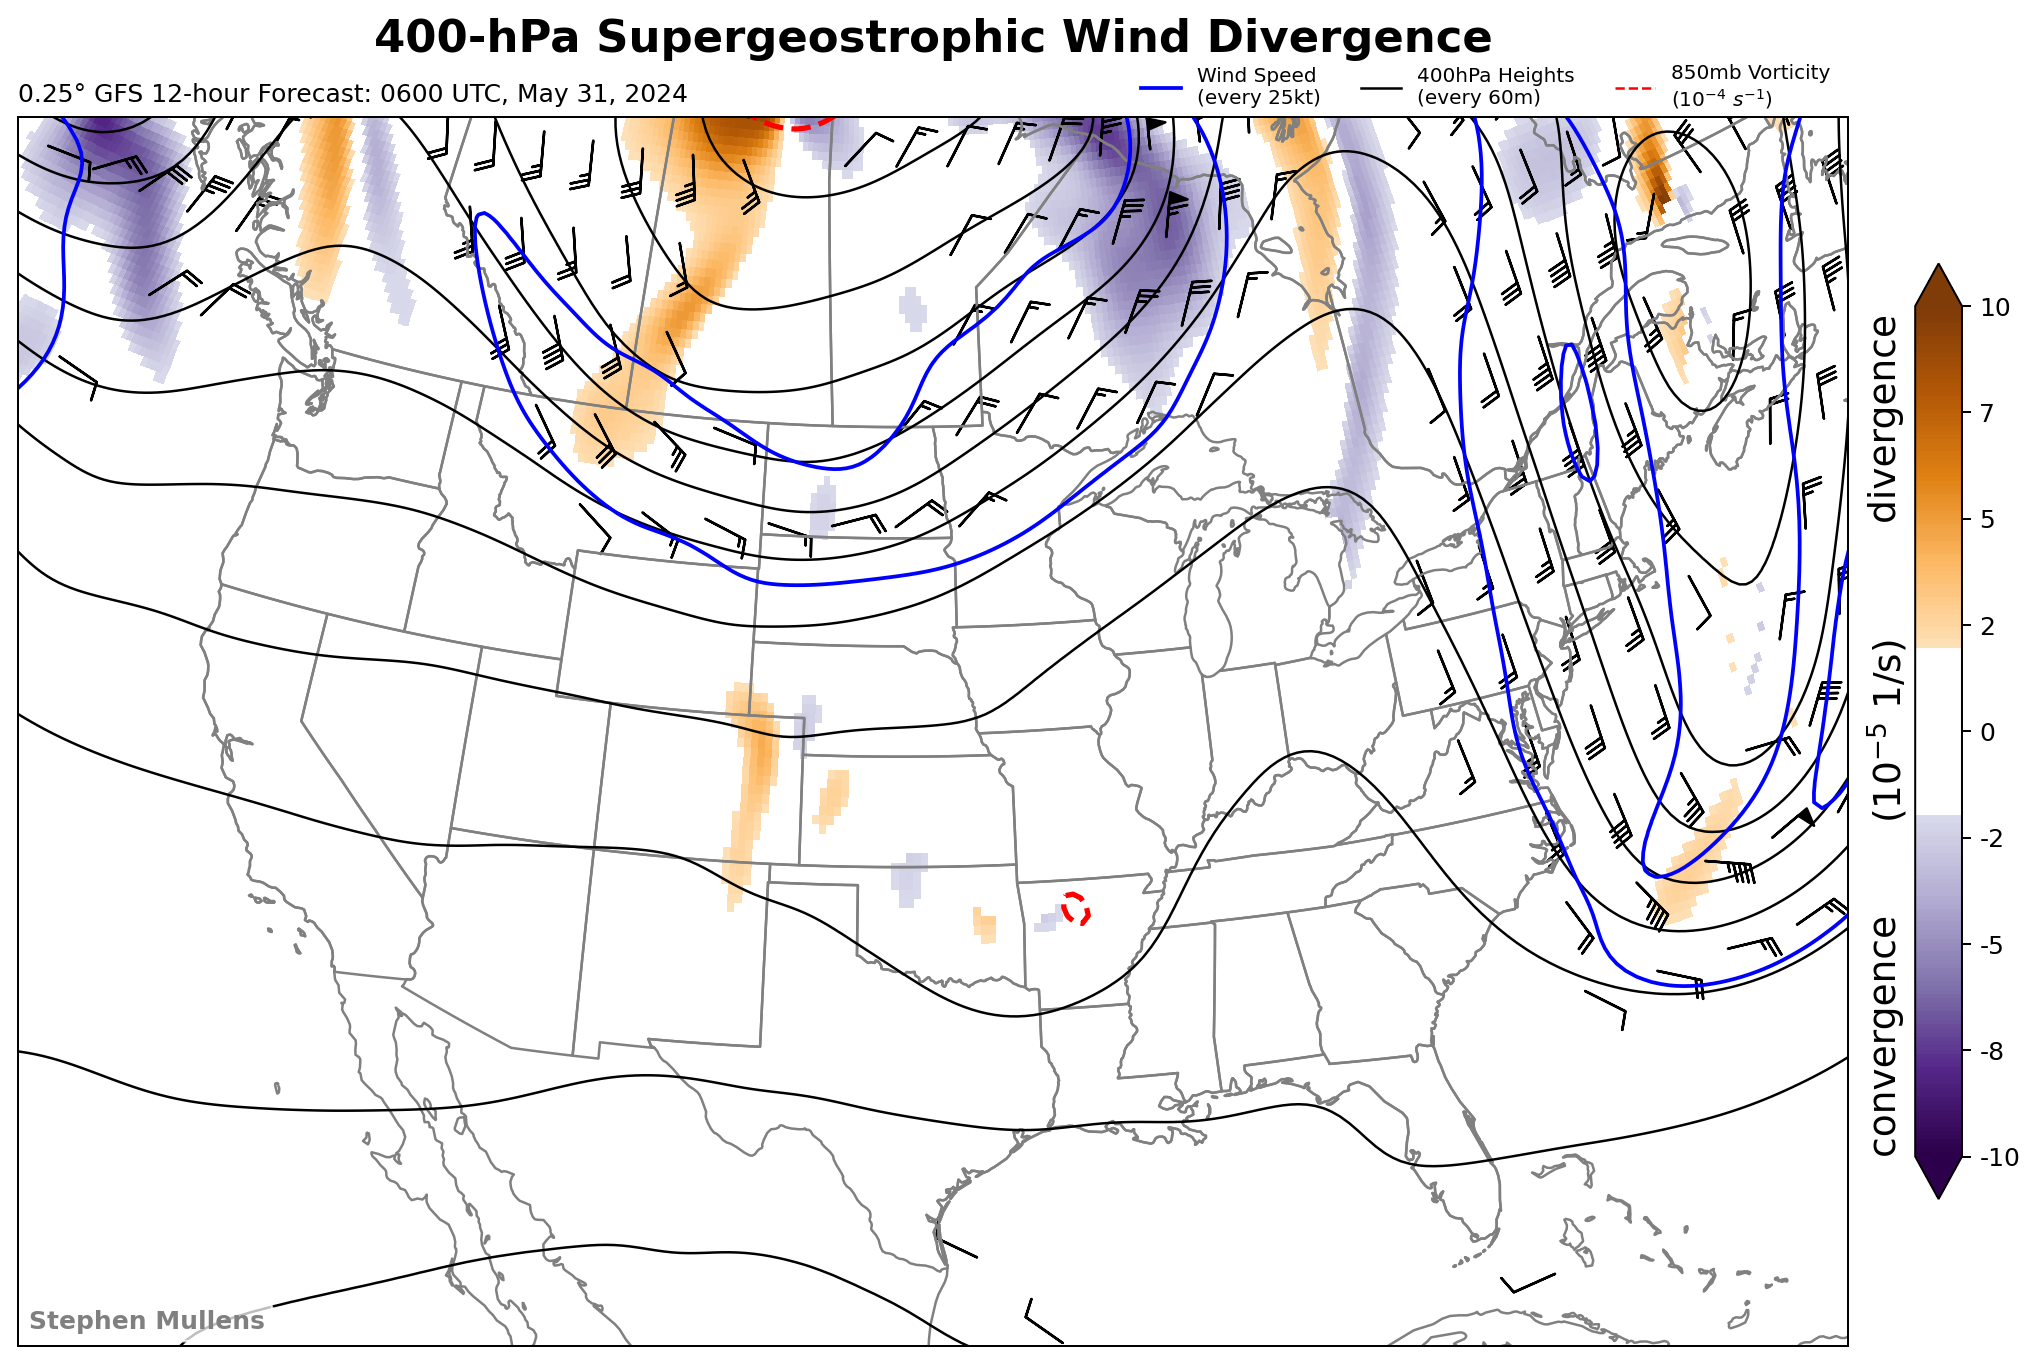 400-hPa Supergeostrophic Wind Divergence
0.25° GFS 12-hour Forecast: 0600 UTC, May 31, 2024
Wind Speed
(every 25kt)
400hPa Heights
(every 60m)
850mb Vorticity
(10⁻⁴ s⁻¹)
10
7
5
2
0
-2
-5
-8
-10
convergence (10⁻⁵ 1/s) divergence
Stephen Mullens